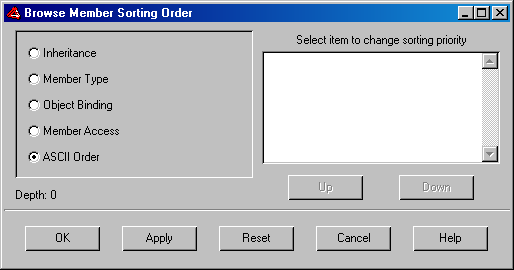 Browse Member Sorting Order
Inheritance
Member Type
Object Binding
Member Access
ASCII Order
Depth: 0
Select item to change sorting priority
Up
Down
OK
Apply
Reset
Cancel
Help